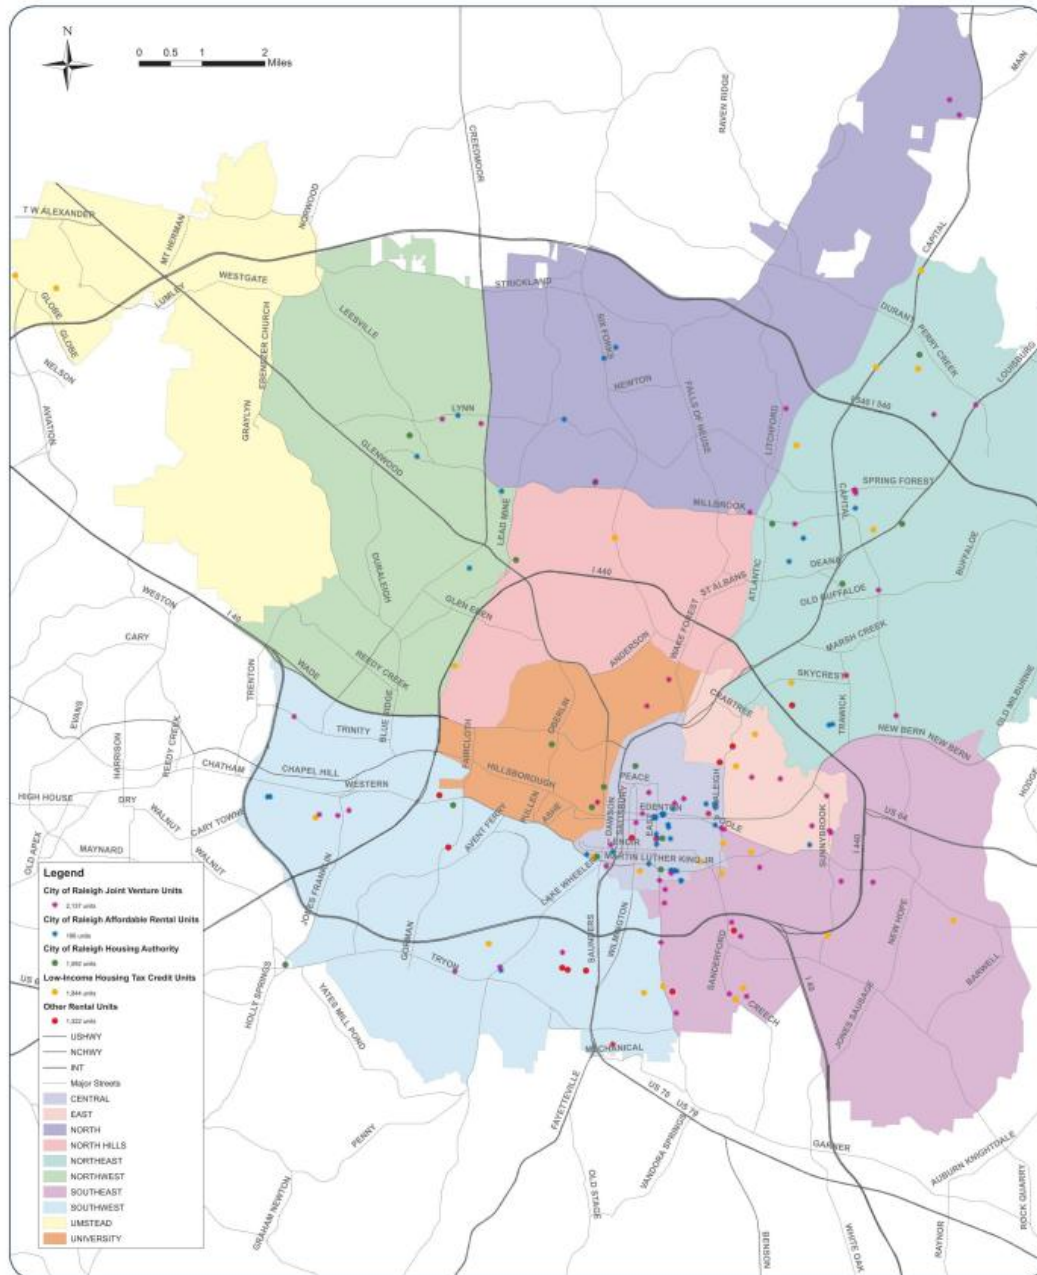 N
0 0.5 1 2
Miles
MAIN
RAVEN RIDGE
CREEDMOOR
NORWOOD
T W ALEXANDER
MT HERMAN
CAPITAL
WESTGATE
STRICKLAND
LUMLEY
GLOBE
GLOBE
LEESVILLE
DURANT
PERRY CREEK
SIX FORKS
LOUISBURG
EBENEZER CHURCH
NELSON
NEWTON
FALLS OF NEUSE
I 540 I 540
LYNN
LITCHFORD
GRAYLYN
AVIATION
GLENWOOD
SPRING FOREST
CAPITAL
MILLBROOK
LEAD MINE
BUFFALOE
DURALEIGH
DEANA
ATLANTIC
I 440
ST ALBANS
OLD BUFFALOE
WESTON
GLEN EDEN
I 40
WAKE FOREST
MARSH CREEK
CARY
ANDERSON
REEDY CREEK
WADE
SKYCREST
TRENTON
CRABTREE
OLD MILBURNE
EVANS
OBERLIN
TRAWICK
BLUE RIDGE
TRINITY
FAIRCLOTH
NEW BERN NEW BERN
REEDY CREEK
HARRISON
CHATHAM
CHAPEL HILL
HILLSBOROUGH
PEACE
RALEIGH
HODGE
WESTERN
HIGH HOUSE
DRY
WALNUT
CARY TOWNE
PULLEN
ASHE
DAWSON
SALISBURY
EDENTON
EAST
POOLE
US 64
AVENT FERRY
LENOIR
SUNNYBROOK
I 440
OLD APEX
MAYNARD
WALNUT
MARTIN LUTHER KING JR
LAKE WHEELER
Legend
City of Raleigh Joint Venture Units
2,137 units
City of Raleigh Affordable Rental Units
City of Raleigh Housing Authority
Low-Income Housing Tax Credit Units
Other Rental Units
USHWY
NCHWY
INT
Major Streets
CENTRAL
EAST
NORTH
NORTH HILLS
NORTHEAST
NORTHWEST
SOUTHEAST
SOUTHWEST
UMSTEAD
UNIVERSITY
JONES FRANKLIN
GORMAN
SAUNDERS
WILMINGTON
NEW HOPE
SANDERFORD
TRYON
BARWELL
HOLLY SPRINGS
YATES MILL POND
I 40
CREECH
JONES SAUSAGE
MECHANICAL
FAYETTEVILLE
US 70 US 70
PENNY
VANDORA SPRINGS
GARNER
AUBURN KNIGHTDALE
OLD STAGE
GRAHAM NEWTON
ROCK QUARRY
BENSON
WHITE OAK
RAYNOR